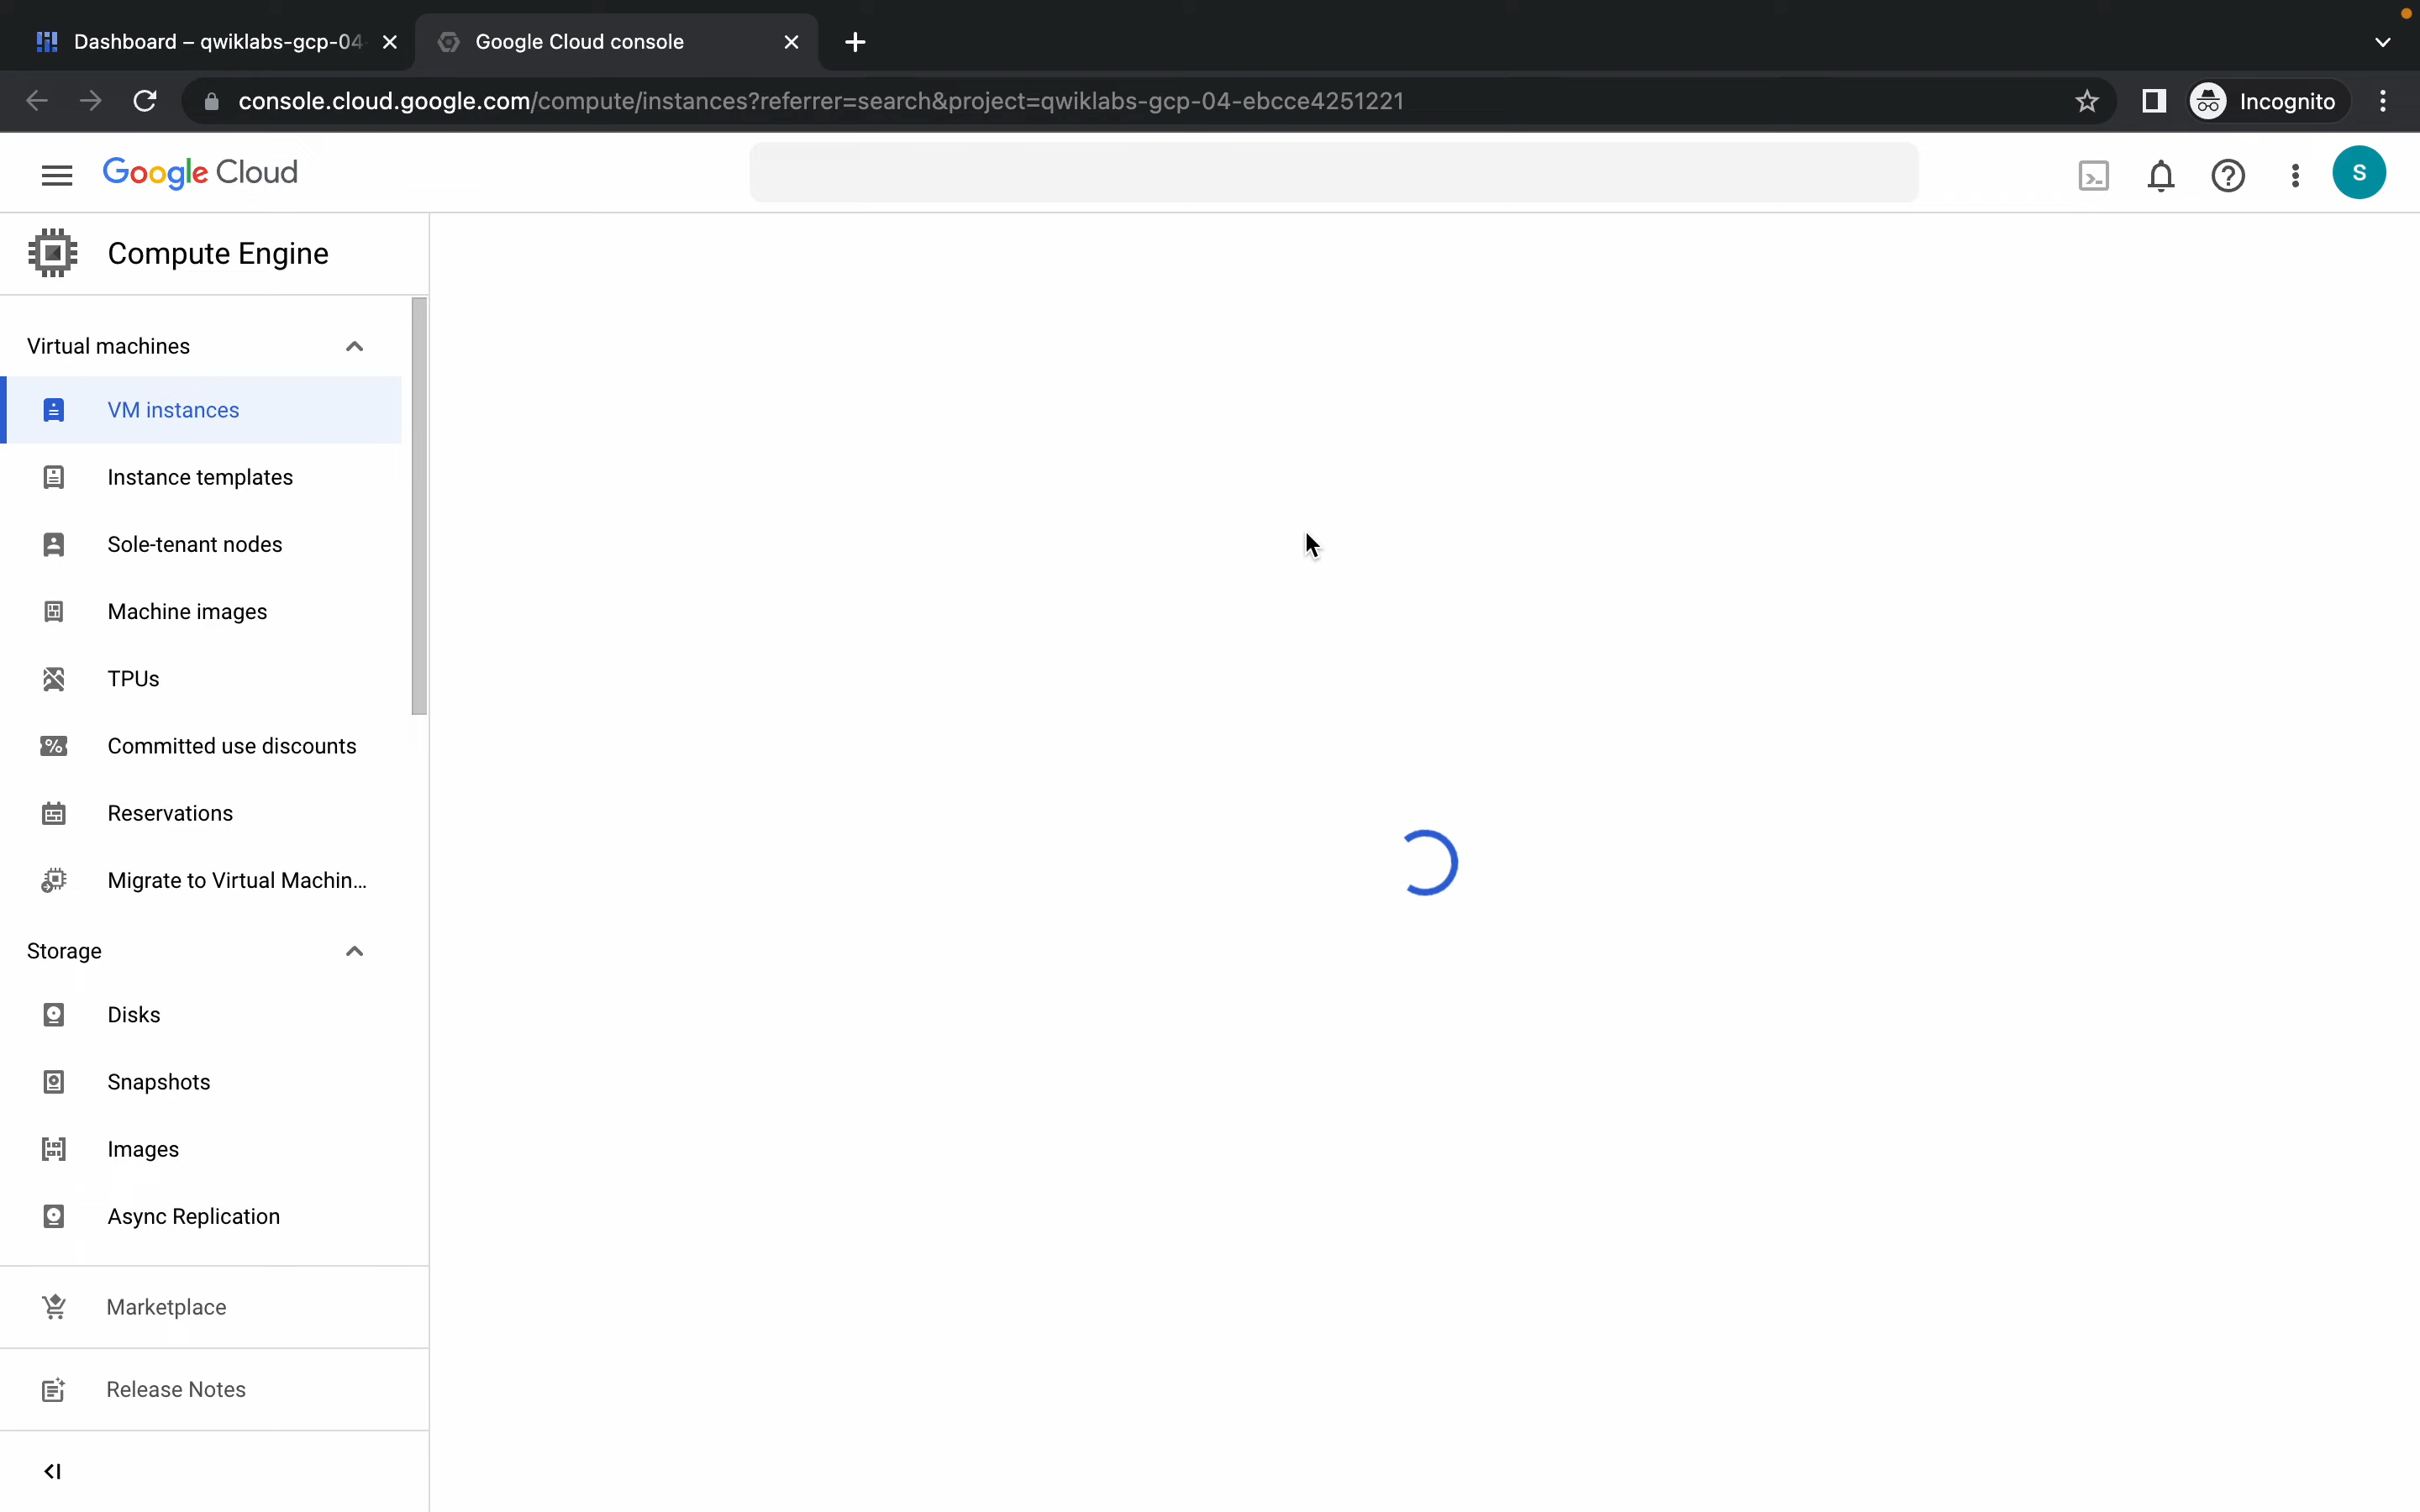 Dashboard – qwiklabs-gcp-04
Google Cloud console
console.cloud.google.com/compute/instances?referrer=search&project=qwiklabs-gcp-04-ebcce4251221
Incognito
Google Cloud
S
Compute Engine
Virtual machines
VM instances
Instance templates
Sole-tenant nodes
Machine images
TPUs
Committed use discounts
Reservations
Migrate to Virtual Machin...
Storage
Disks
Snapshots
Images
Async Replication
Marketplace
Release Notes